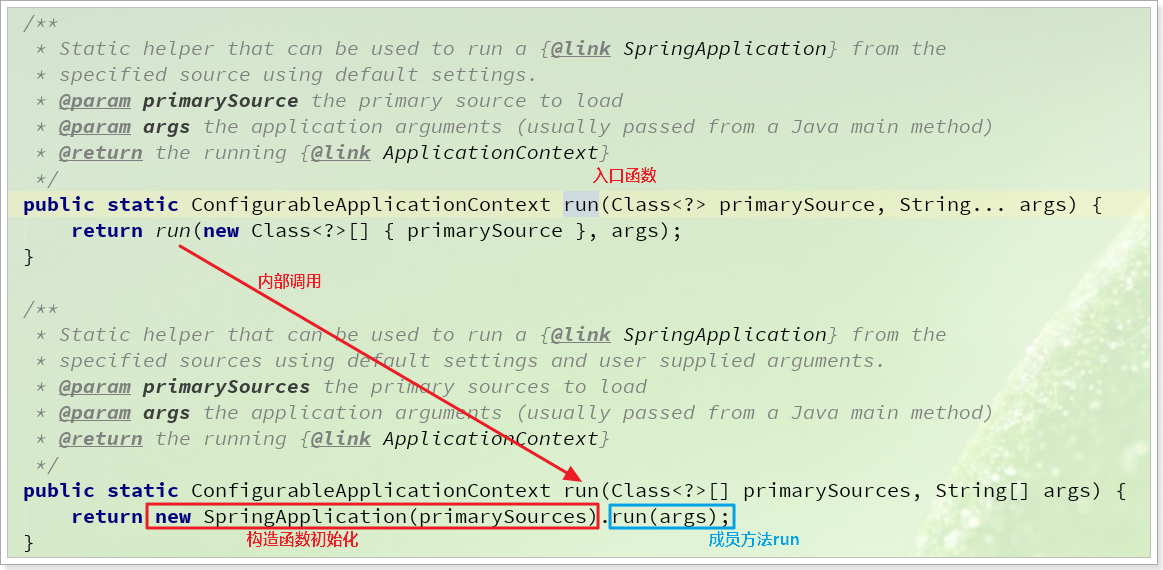 /**
 * Static helper that can be used to run a {@link SpringApplication} from the
 * specified source using default settings.
 * @param primarySource the primary source to load
 * @param args the application arguments (usually passed from a Java main method)
 * @return the running {@link ApplicationContext}
 */
入口函数
public static ConfigurableApplicationContext run(Class<?> primarySource, String... args) {
    return run(new Class<?>[] { primarySource }, args);
}
内部调用
/**
 * Static helper that can be used to run a {@link SpringApplication} from the
 * specified sources using default settings and user supplied arguments.
 * @param primarySources the primary sources to load
 * @param args the application arguments (usually passed from a Java main method)
 * @return the running {@link ApplicationContext}
 */
public static ConfigurableApplicationContext run(Class<?>[] primarySources, String[] args) {
    return new SpringApplication(primarySources).run(args);
}
构造函数初始化
成员方法run